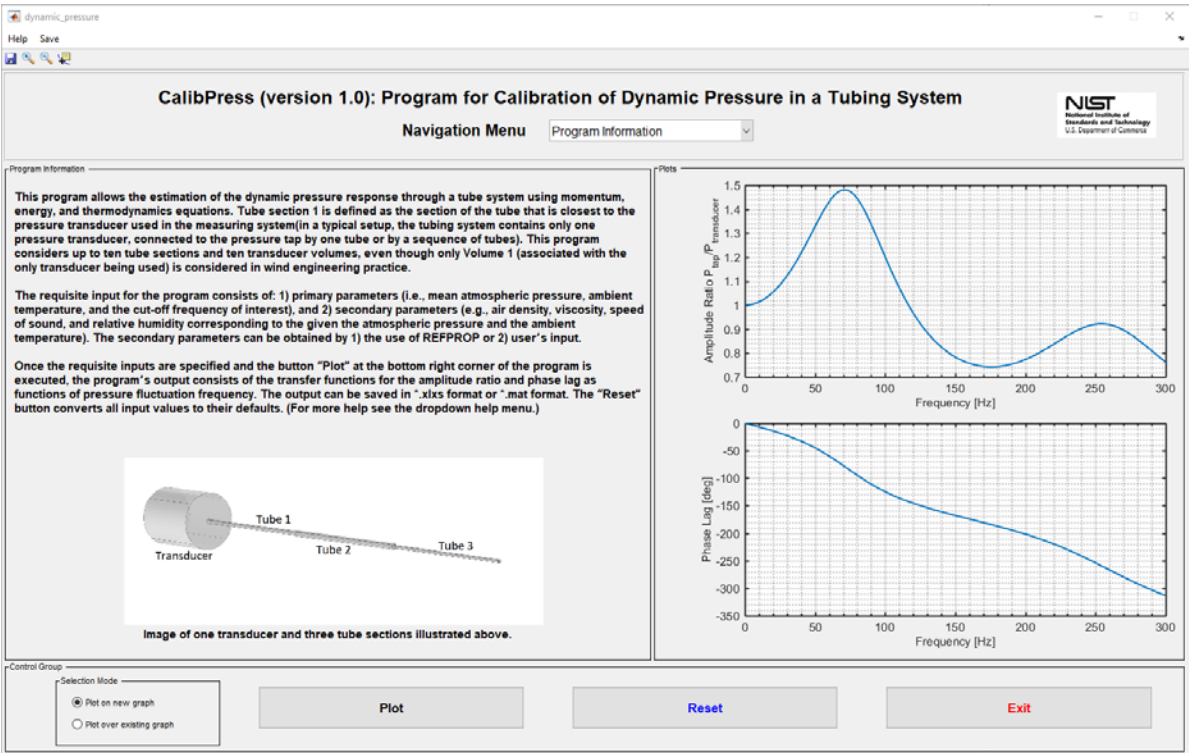 dynamic_pressure
Help Save
CalibPress (version 1.0): Program for Calibration of Dynamic Pressure in a Tubing System
Navigation Menu Program Information
NIST
National Institute of
Standards and Technology
U.S. Department of Commerce
Program Information
This program allows the estimation of the dynamic pressure response through a tube system using momentum,
energy, and thermodynamics equations. Tube section 1 is defined as the section of the tube that is closest to the
pressure transducer used in the measuring system(in a typical setup, the tubing system contains only one
pressure transducer, connected to the pressure tap by one tube or by a sequence of tubes). This program
considers up to ten tube sections and ten transducer volumes, even though only Volume 1 (associated with the
only transducer being used) is considered in wind engineering practice.
The requisite input for the program consists of: 1) primary parameters (i.e., mean atmospheric pressure, ambient
temperature, and the cut-off frequency of interest), and 2) secondary parameters (e.g., air density, viscosity, speed
of sound, and relative humidity corresponding to the given the atmospheric pressure and the ambient
temperature). The secondary parameters can be obtained by 1) the use of REFPROP or 2) user's input.
Once the requisite inputs are specified and the button "Plot" at the bottom right corner of the program is
executed, the program's output consists of the transfer functions for the amplitude ratio and phase lag as
functions of pressure fluctuation frequency. The output can be saved in *.xlxs format or *.mat format. The "Reset"
button converts all input values to their defaults. (For more help see the dropdown help menu.)
Tube 1
Tube 2
Tube 3
Transducer
Image of one transducer and three tube sections illustrated above.
Plots
Amplitude Ratio P_tap/P_transducer
1.5
1.4
1.3
1.2
1.1
1
0.9
0.8
0.7
0 50 100 150 200 250 300
Frequency [Hz]
Phase Lag [deg]
0
-50
-100
-150
-200
-250
-300
-350
0 50 100 150 200 250 300
Frequency [Hz]
Control Group
Selection Mode
Plot on new graph
Plot over existing graph
Plot
Reset
Exit